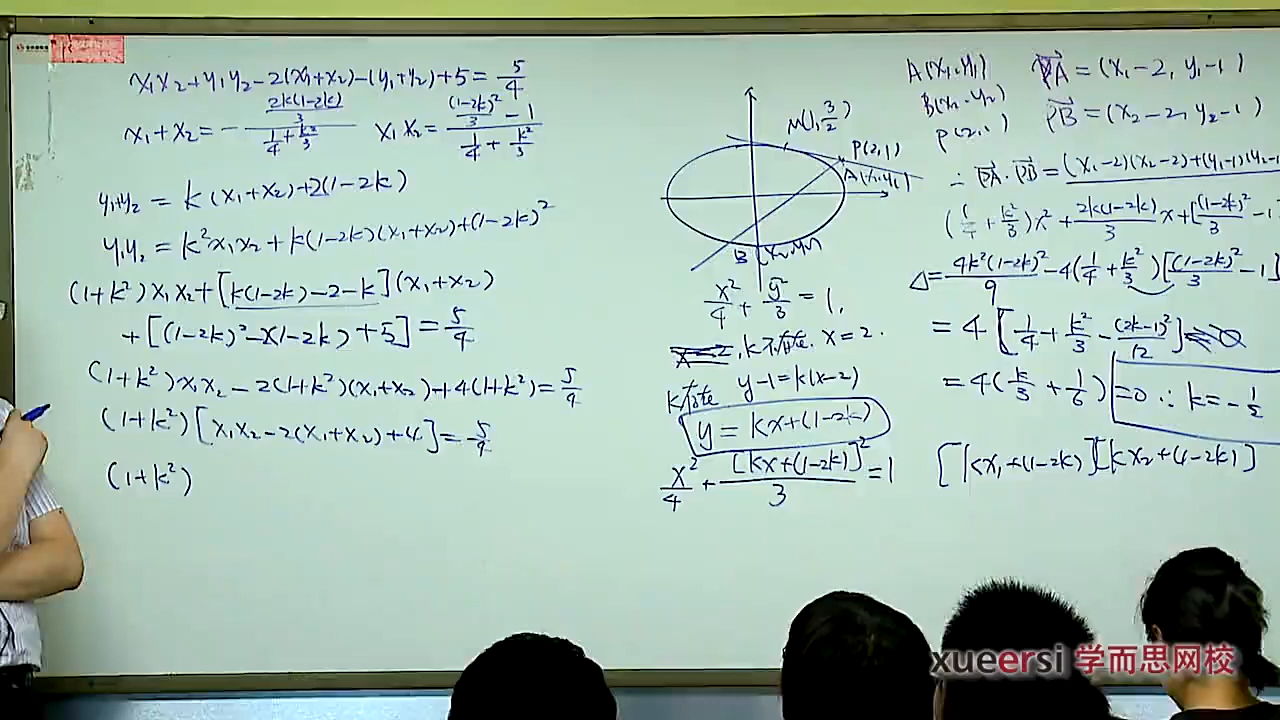 x₁x₂+y₁y₂-2(x₁+x₂)-(y₁+y₂)+5=5/4
x₁+x₂=-(2k(1-2k)/3)/(1/4+k²/3) x₁x₂=((1-2k)²/3-1)/(1/4+k²/3)
y₁+y₂=k(x₁+x₂)+2(1-2k)
y₁y₂=k²x₁x₂+k(1-2k)(x₁+x₂)+(1-2k)²
(1+k²)x₁x₂+[k(1-2k)-2-k](x₁+x₂)
+[(1-2k)²-x(1-2k)+5]=5/4
(1+k²)x₁x₂-2(1+k²)(x₁+x₂)+4(1+k²)=5/4
(1+k²)[x₁x₂-2(x₁+x₂)+4]=5/4
(1+k²)
M(1,3/2)
P(2,1)
A(x₁,y₁)
B(x₂,y₂)
x²/4+y²/3=1.
k不存在. x=2.
k存在 y-1=k(x-2)
y=kx+(1-2k)
x²/4+[kx+(1-2k)]²/3=1
A(x₁,y₁) PA=(x₁-2,y₁-1)
B(x₂,y₂) PB=(x₂-2,y₂-1)
P(2,1)
∴PA·PB=(x₁-2)(x₂-2)+(y₁-1)(y₂-1
(1/4+k²/3)x²+2k(1-2k)/3x+[(1-2k)²/3-1
Δ=4k²(1-2k)²/9-4(1/4+k²/3)[(1-2k)²/3-1]
=4[1/4+k²/3-(2k-1)²/12]
=4(k/3+1/6)=0∴k=-1/2
[kx₁+(1-2k)][kx₂+(1-2k)]
xueersi 学而思网校